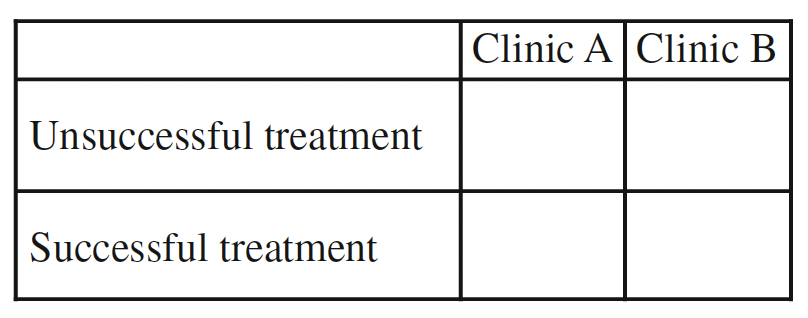 Clinic A Clinic B
Unsuccessful treatment
Successful treatment